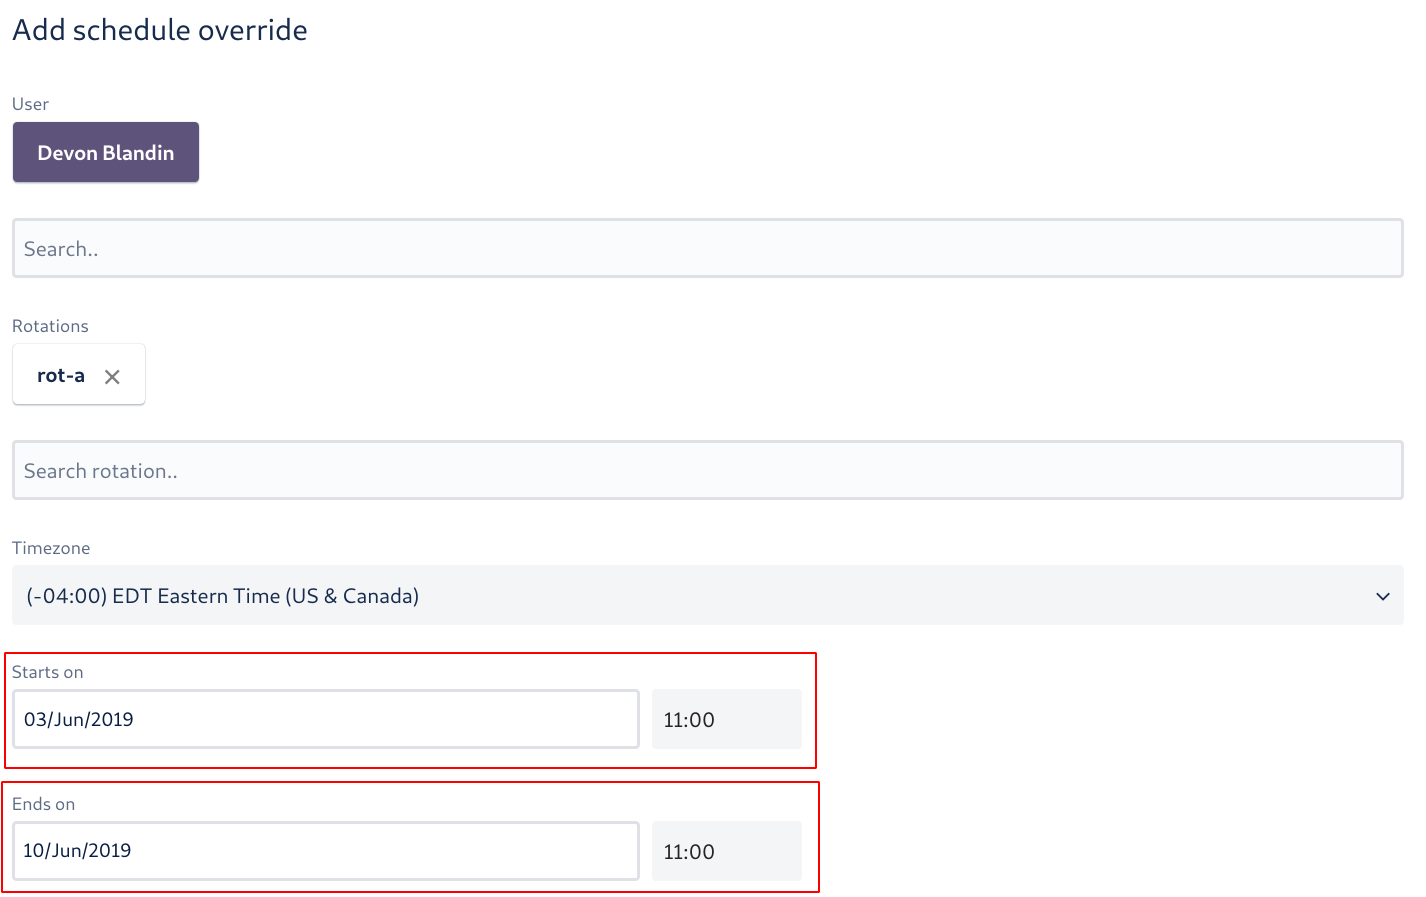 Add schedule override
User
Devon Blandin
Search..
Rotations
rot-a
Search rotation..
Timezone
(-04:00) EDT Eastern Time (US & Canada)
Starts on
03/Jun/2019 11:00
Ends on
10/Jun/2019 11:00